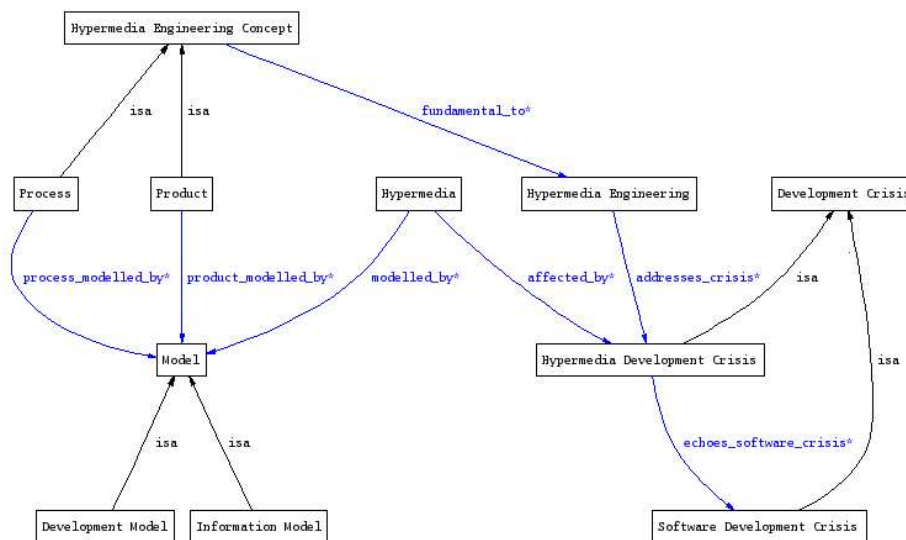 Hypermedia Engineering Concept
isa
isa
fundamental_to*
Process
Product
Hypermedia
Hypermedia Engineering
Development Crisis
process_modelled_by*
product_modelled_by*
modelled_by*
affected_by*
addresses_crisis*
isa
Model
Hypermedia Development Crisis
isa
isa
isa
echoes_software_crisis*
Development Model
Information Model
Software Development Crisis